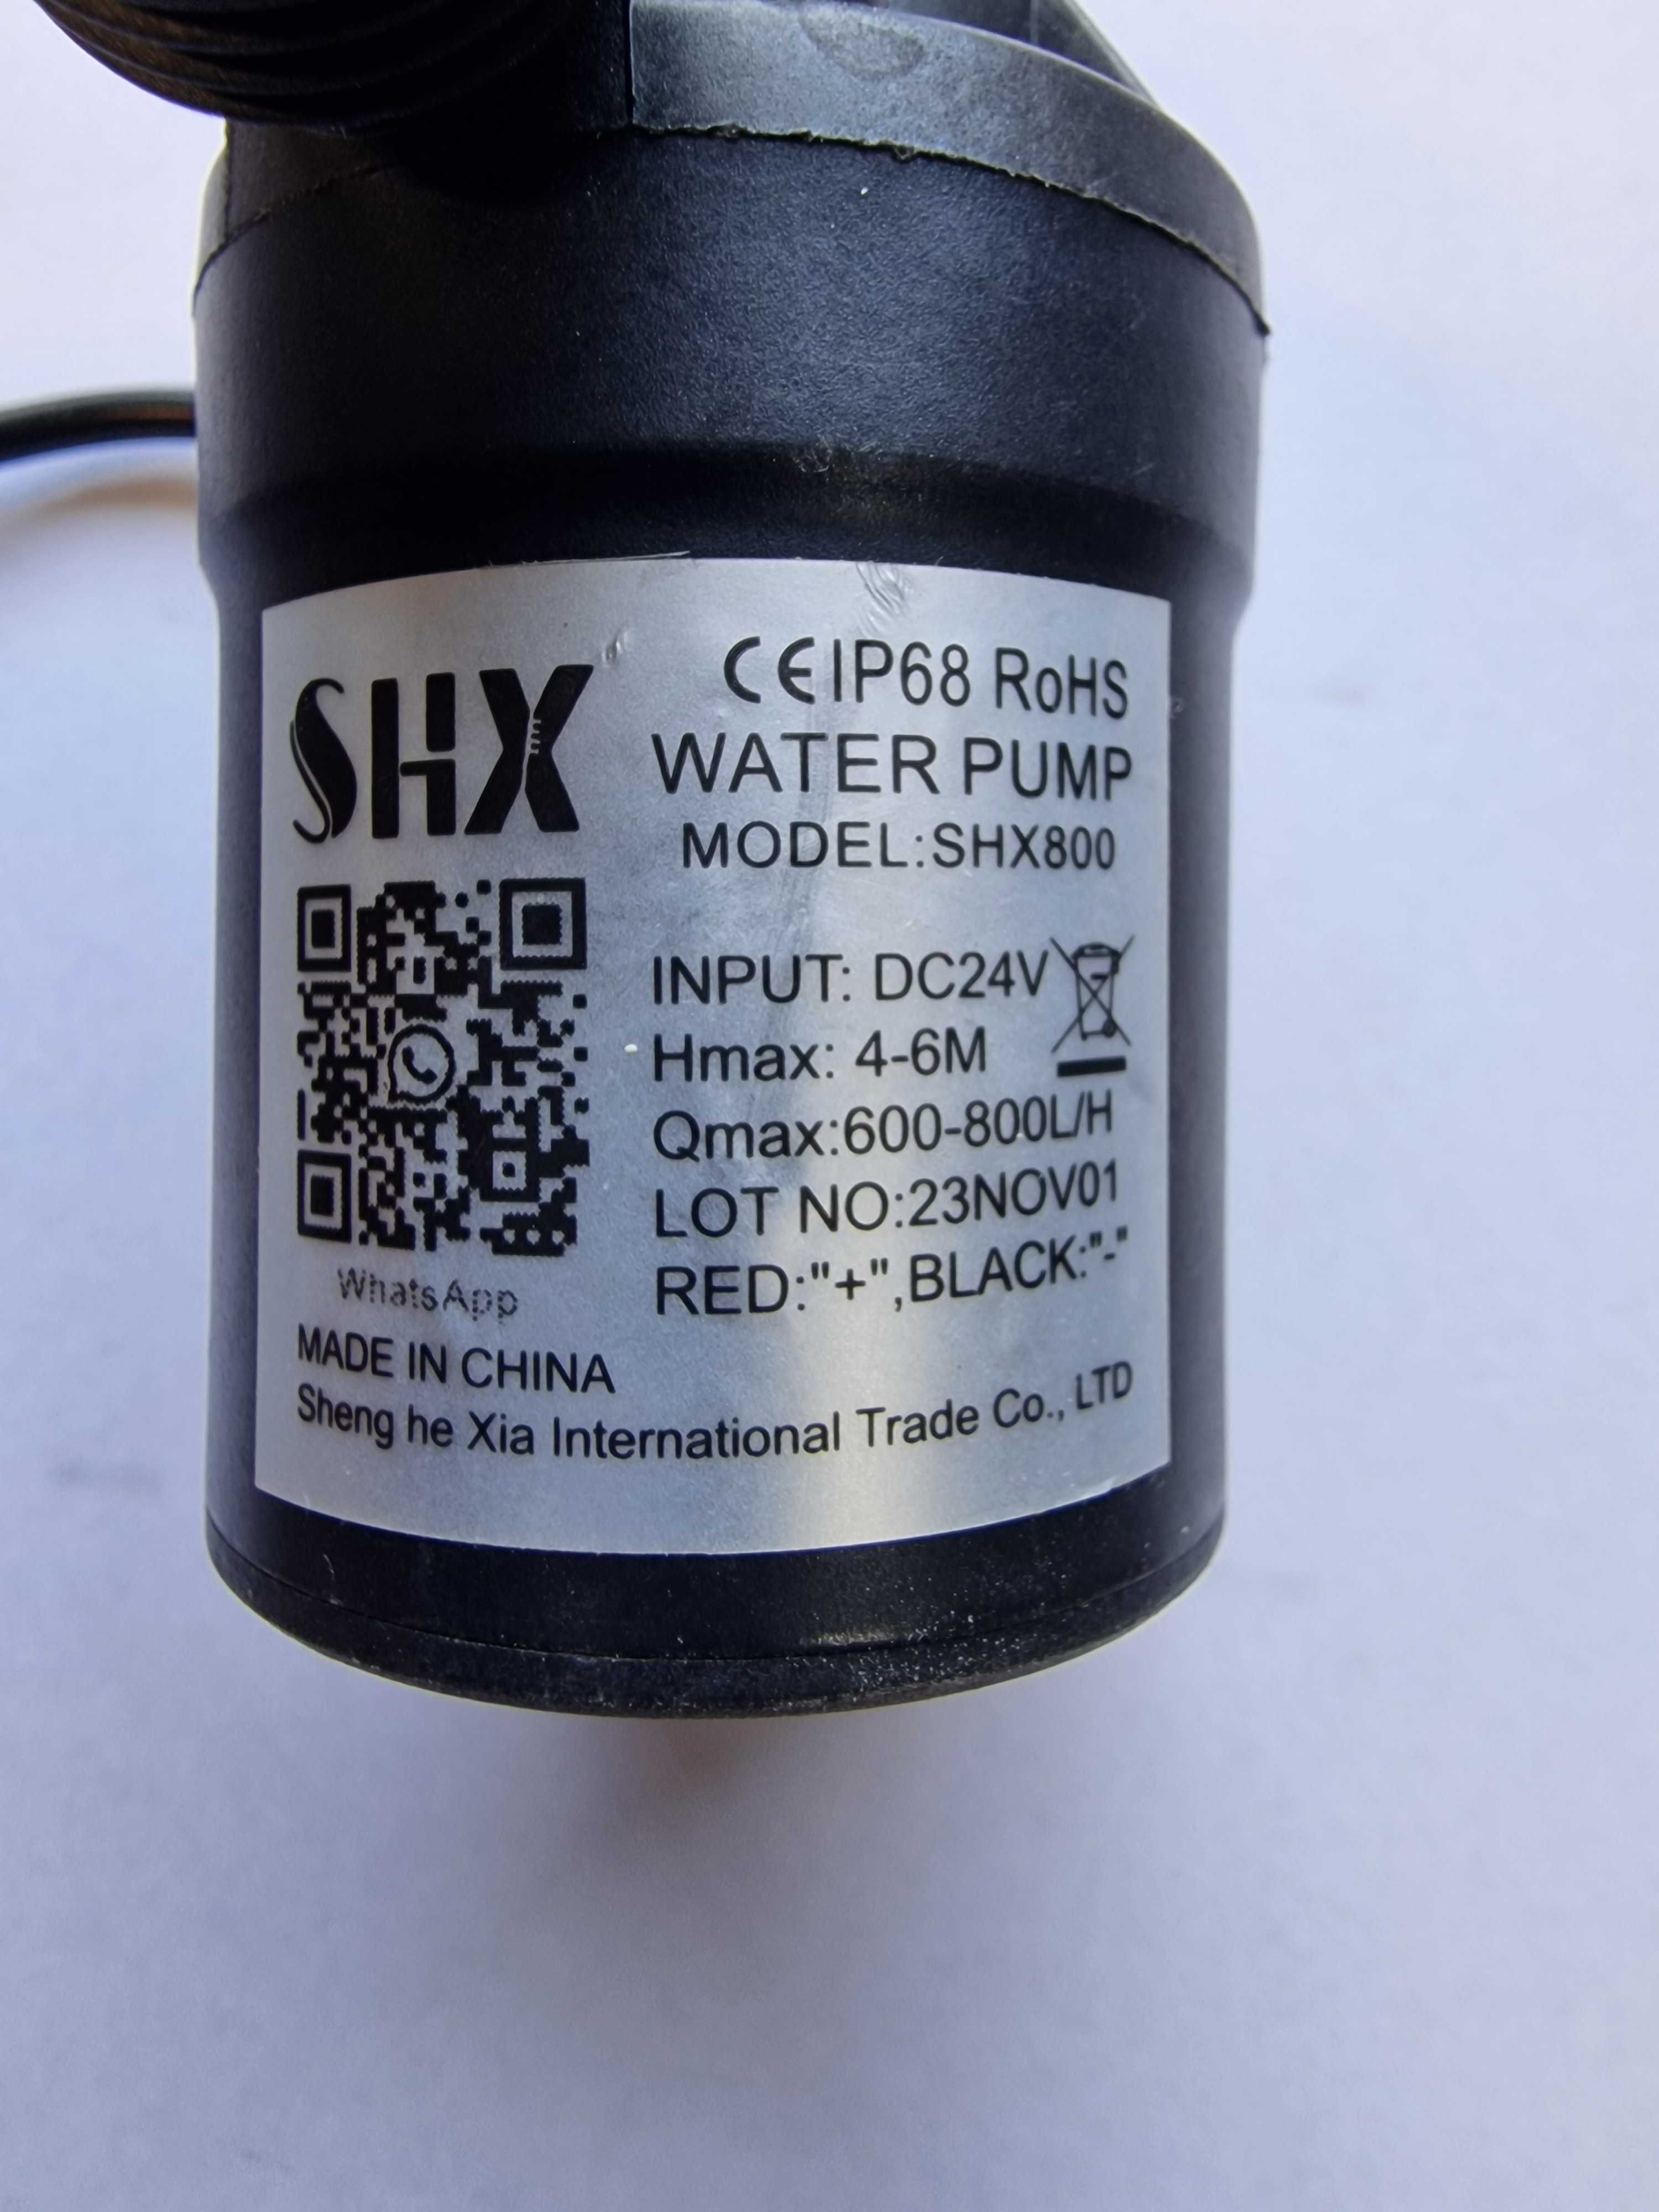 SHX
CE IP68 RoHS
WATER PUMP
MODEL:SHX800
INPUT: DC24V
Hmax: 4-6M
Qmax:600-800L/H
LOT NO:23NOV01
RED:"+",BLACK:"-"
WhatsApp
MADE IN CHINA
Sheng he Xia International Trade Co., LTD